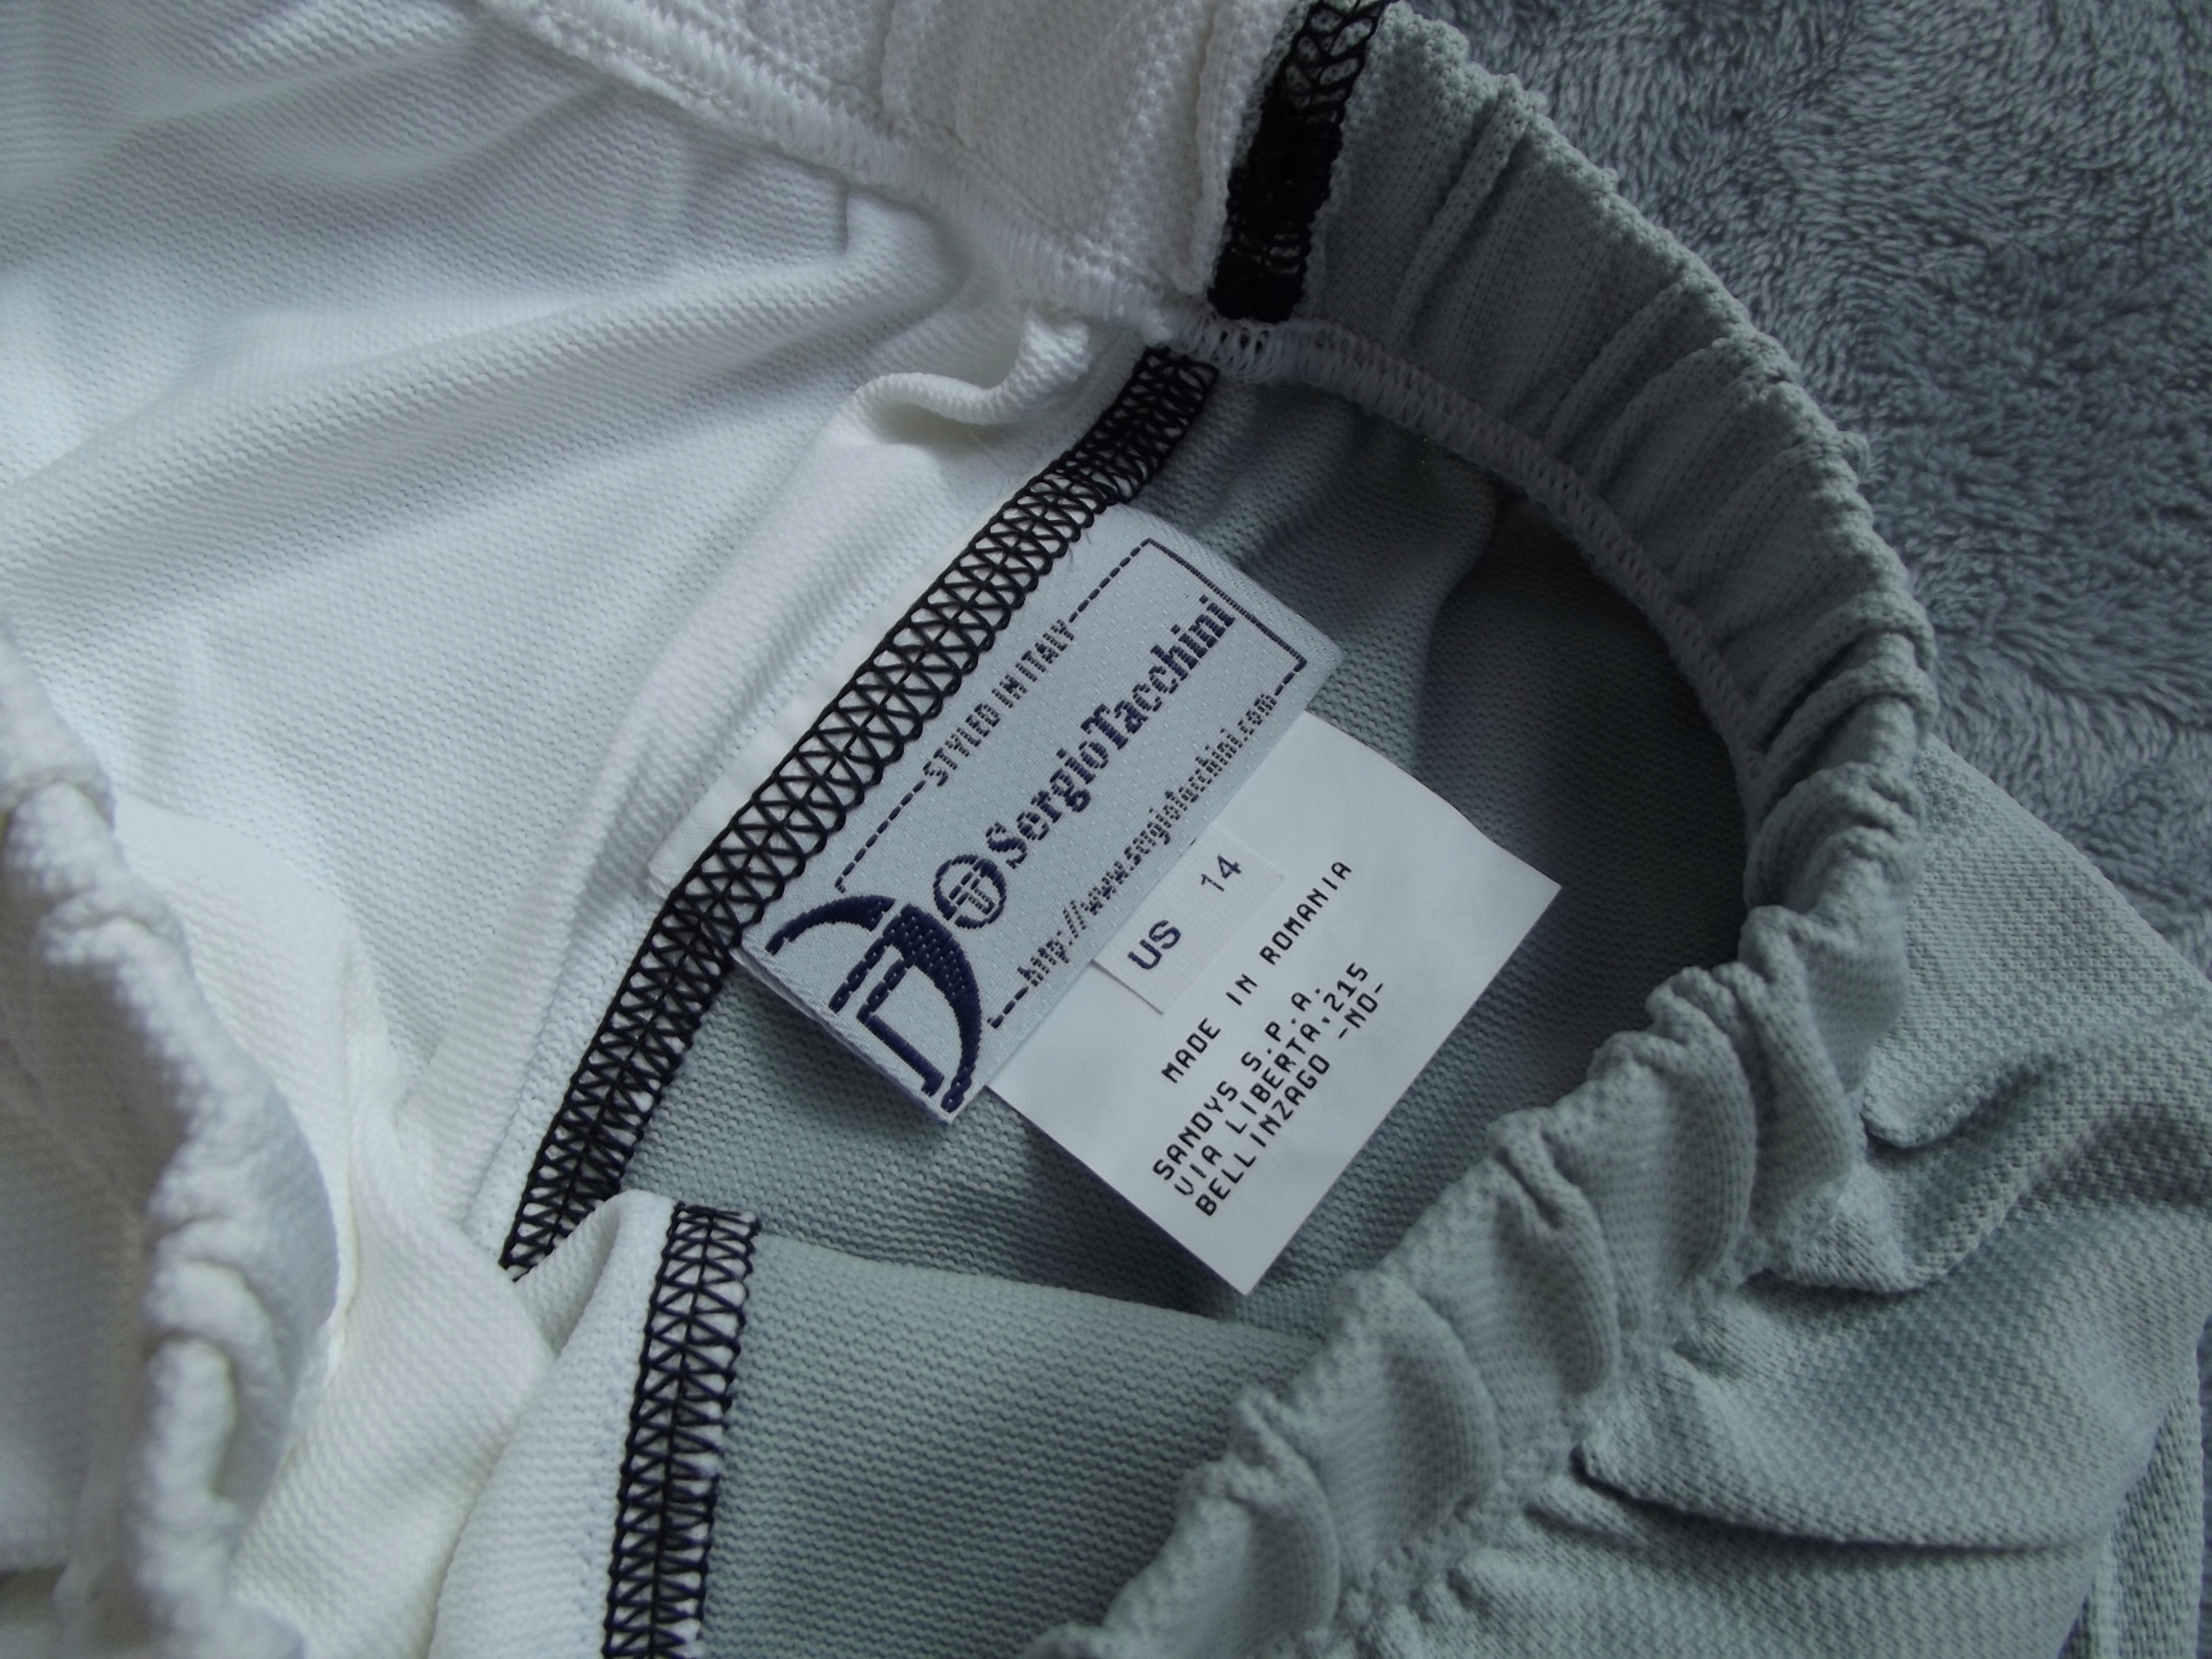 STYLED IN ITALY
SergioTacchini
http://www.sergiotacchini.com
US 14
MADE IN ROMANIA
SANDYS S.P.A.
VIA LIBERTA,215
BELLINZAGO -NO-